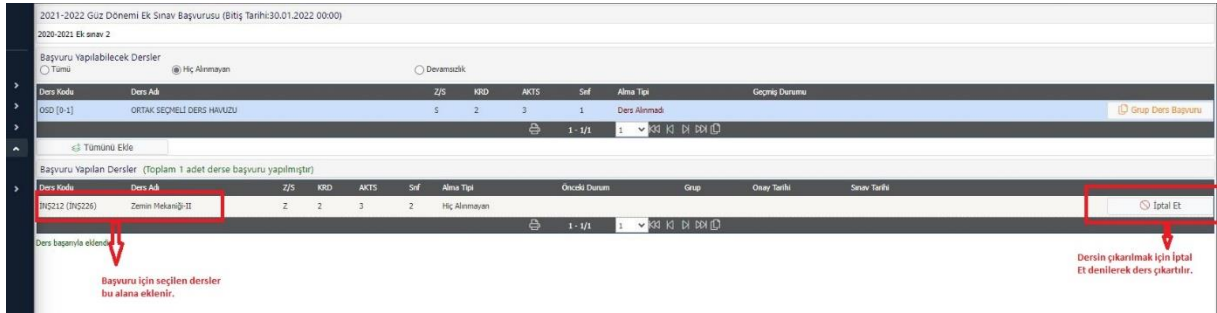 2021-2022 Güz Dönemi Ek Sınav Başvurusu (Bitiş Tarihi:30.01.2022 00:00)
2020-2021 Ek sınav 2
Başvuru Yapılabilecek Dersler
Tümü Hiç Alınmayan Devamsızlık
Ders Kodu Ders Adı Z/S KRD AKTS Snf Alma Tipi Geçmiş Durumu
OSD [0-1] ORTAK SEÇMELİ DERS HAVUZU S 2 3 1 Ders Alınmadı Grup Ders Başvuru
1 - 1/1 1
Tümünü Ekle
Başvuru Yapılan Dersler (Toplam 1 adet derse başvuru yapılmıştır)
Ders Kodu Ders Adı Z/S KRD AKTS Snf Alma Tipi Önceki Durum Grup Onay Tarihi Sınav Tarihi
İNŞ212 (İNŞ226) Zemin Mekaniği-II Z 2 3 2 Hiç Alınmayan İptal Et
1 - 1/1 1
Ders başarıyla eklendi
Başvuru için seçilen dersler
bu alana eklenir.
Dersin çıkarılmak için İptal
Et denilerek ders çıkartılır.